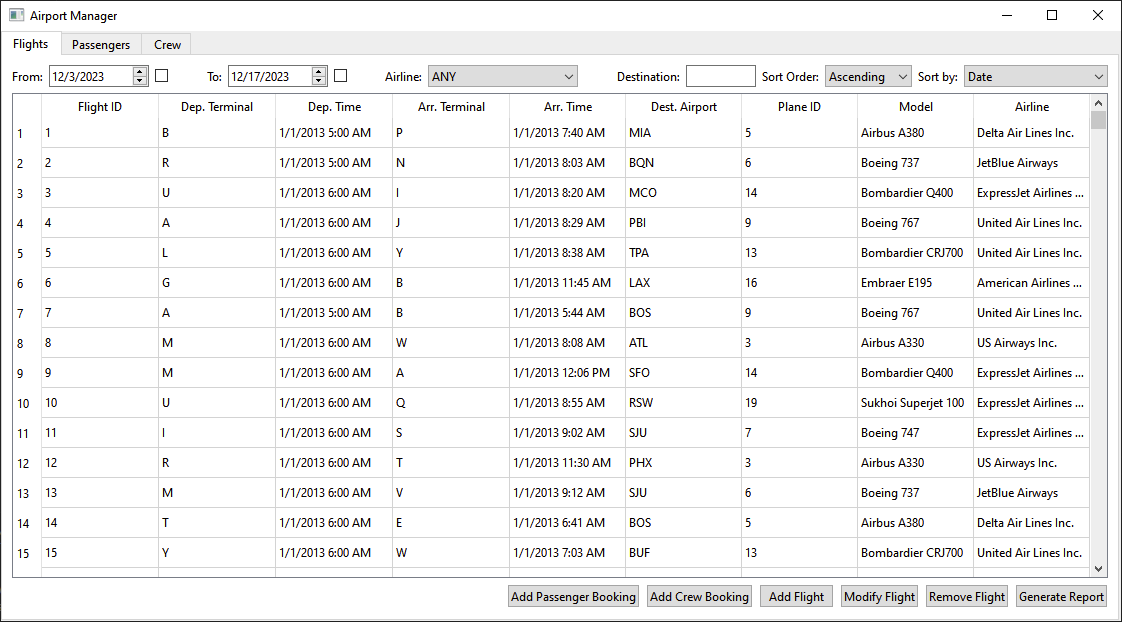 Airport Manager
Flights Passengers Crew
From: 12/3/2023 To: 12/17/2023 Airline: ANY Destination: Sort Order: Ascending Sort by: Date
Flight ID Dep. Terminal Dep. Time Arr. Terminal Arr. Time Dest. Airport Plane ID Model Airline
1 1 B 1/1/2013 5:00 AM P 1/1/2013 7:40 AM MIA 5 Airbus A380 Delta Air Lines Inc.
2 2 R 1/1/2013 5:00 AM N 1/1/2013 8:03 AM BQN 6 Boeing 737 JetBlue Airways
3 3 U 1/1/2013 6:00 AM I 1/1/2013 8:20 AM MCO 14 Bombardier Q400 ExpressJet Airlines ...
4 4 A 1/1/2013 6:00 AM J 1/1/2013 8:29 AM PBI 9 Boeing 767 United Air Lines Inc.
5 5 L 1/1/2013 6:00 AM Y 1/1/2013 8:38 AM TPA 13 Bombardier CRJ700 United Air Lines Inc.
6 6 G 1/1/2013 6:00 AM B 1/1/2013 11:45 AM LAX 16 Embraer E195 American Airlines ...
7 7 A 1/1/2013 5:00 AM B 1/1/2013 5:44 AM BOS 9 Boeing 767 United Air Lines Inc.
8 8 M 1/1/2013 6:00 AM W 1/1/2013 8:08 AM ATL 3 Airbus A330 US Airways Inc.
9 9 M 1/1/2013 6:00 AM A 1/1/2013 12:06 PM SFO 14 Bombardier Q400 ExpressJet Airlines ...
10 10 U 1/1/2013 6:00 AM Q 1/1/2013 8:55 AM RSW 19 Sukhoi Superjet 100 ExpressJet Airlines ...
11 11 I 1/1/2013 6:00 AM S 1/1/2013 9:02 AM SJU 7 Boeing 747 ExpressJet Airlines ...
12 12 R 1/1/2013 6:00 AM T 1/1/2013 11:30 AM PHX 3 Airbus A330 US Airways Inc.
13 13 M 1/1/2013 6:00 AM V 1/1/2013 9:12 AM SJU 6 Boeing 737 JetBlue Airways
14 14 T 1/1/2013 6:00 AM E 1/1/2013 6:41 AM BOS 5 Airbus A380 Delta Air Lines Inc.
15 15 Y 1/1/2013 6:00 AM W 1/1/2013 7:03 AM BUF 13 Bombardier CRJ700 United Air Lines Inc.
Add Passenger Booking Add Crew Booking Add Flight Modify Flight Remove Flight Generate Report